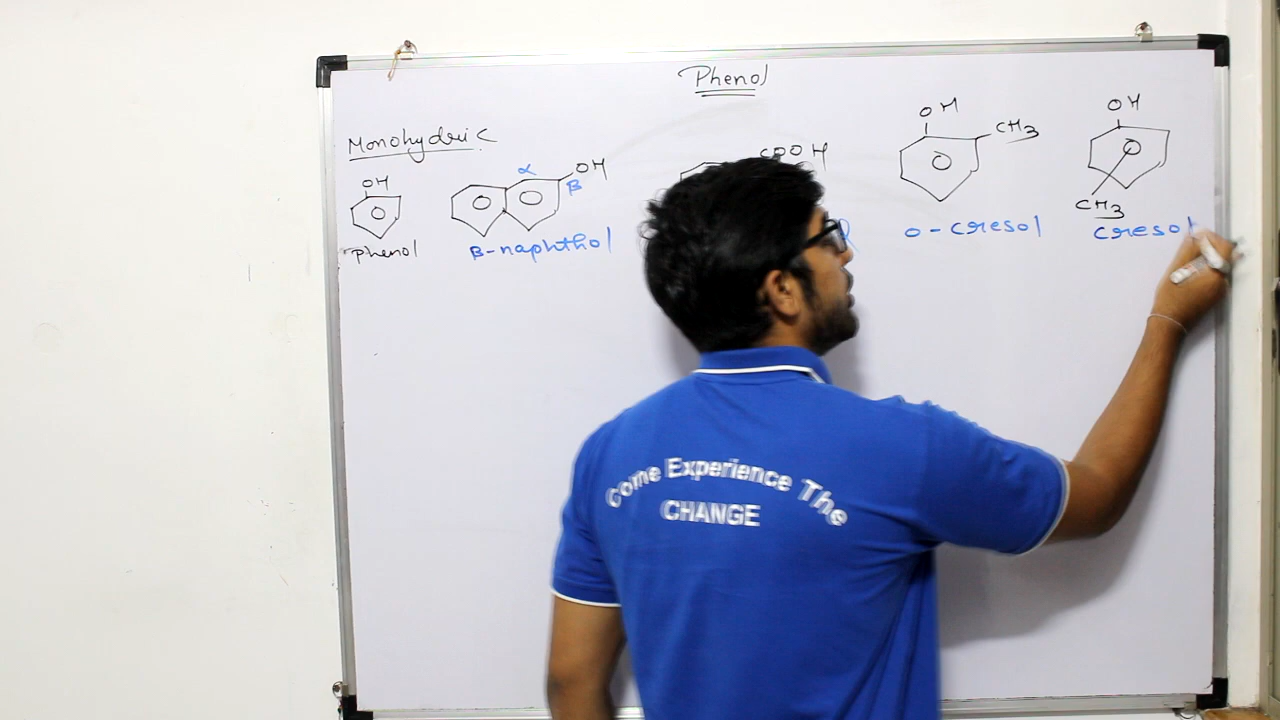 Phenol
Monohydric
OH
Phenol
α
OH
β
β-naphthol
COOH
OH
CH3
o-cresol
OH
CH3
cresol
Come Experience The
CHANGE